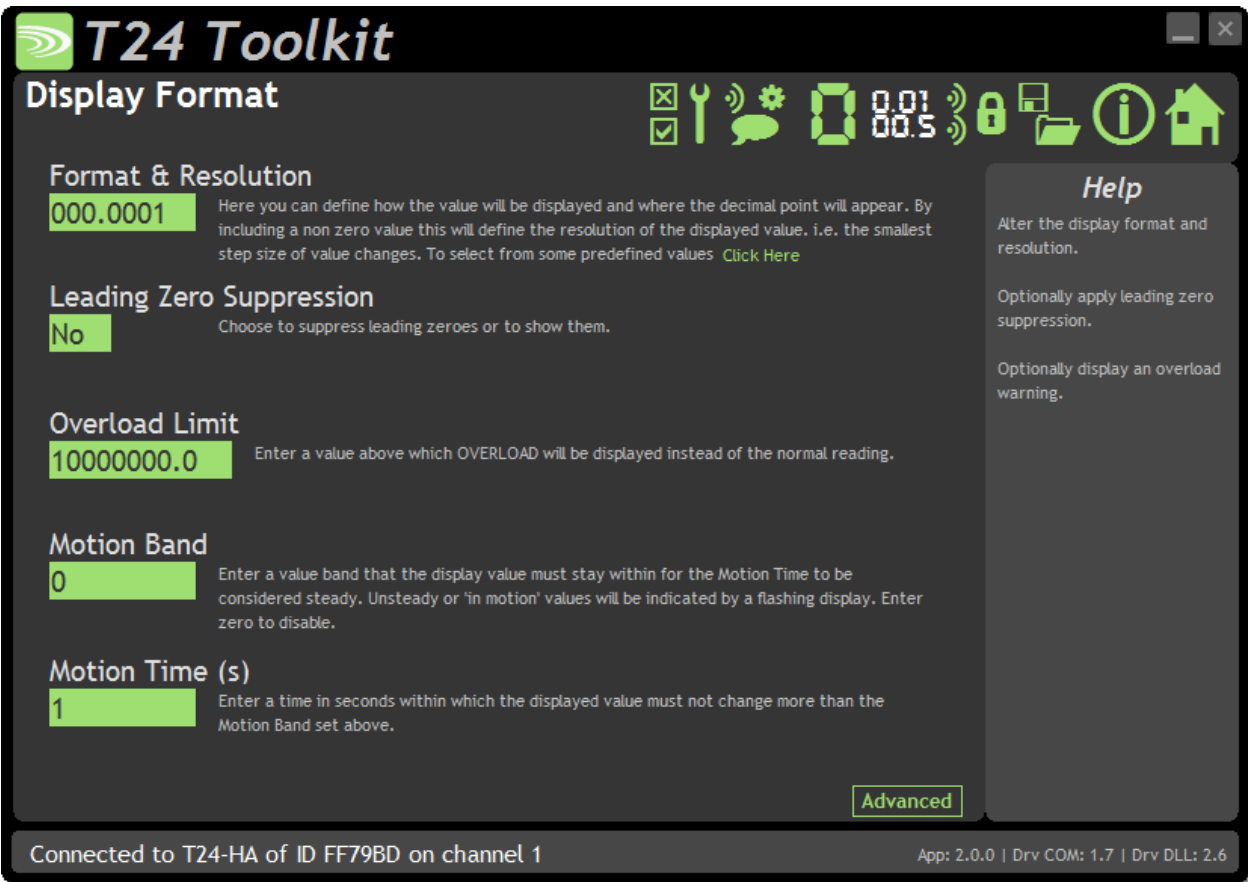 T24 Toolkit
Display Format
0
0.01
00.5
Format & Resolution
000.0001
Here you can define how the value will be displayed and where the decimal point will appear. By
including a non zero value this will define the resolution of the displayed value. i.e. the smallest
step size of value changes. To select from some predefined values Click Here
Leading Zero Suppression
No
Choose to suppress leading zeroes or to show them.
Overload Limit
10000000.0
Enter a value above which OVERLOAD will be displayed instead of the normal reading.
Motion Band
0
Enter a value band that the display value must stay within for the Motion Time to be
considered steady. Unsteady or 'in motion' values will be indicated by a flashing display. Enter
zero to disable.
Motion Time (s)
1
Enter a time in seconds within which the displayed value must not change more than the
Motion Band set above.
Advanced
Help
Alter the display format and
resolution.
Optionally apply leading zero
suppression.
Optionally display an overload
warning.
Connected to T24-HA of ID FF79BD on channel 1
App: 2.0.0 | Drv COM: 1.7 | Drv DLL: 2.6